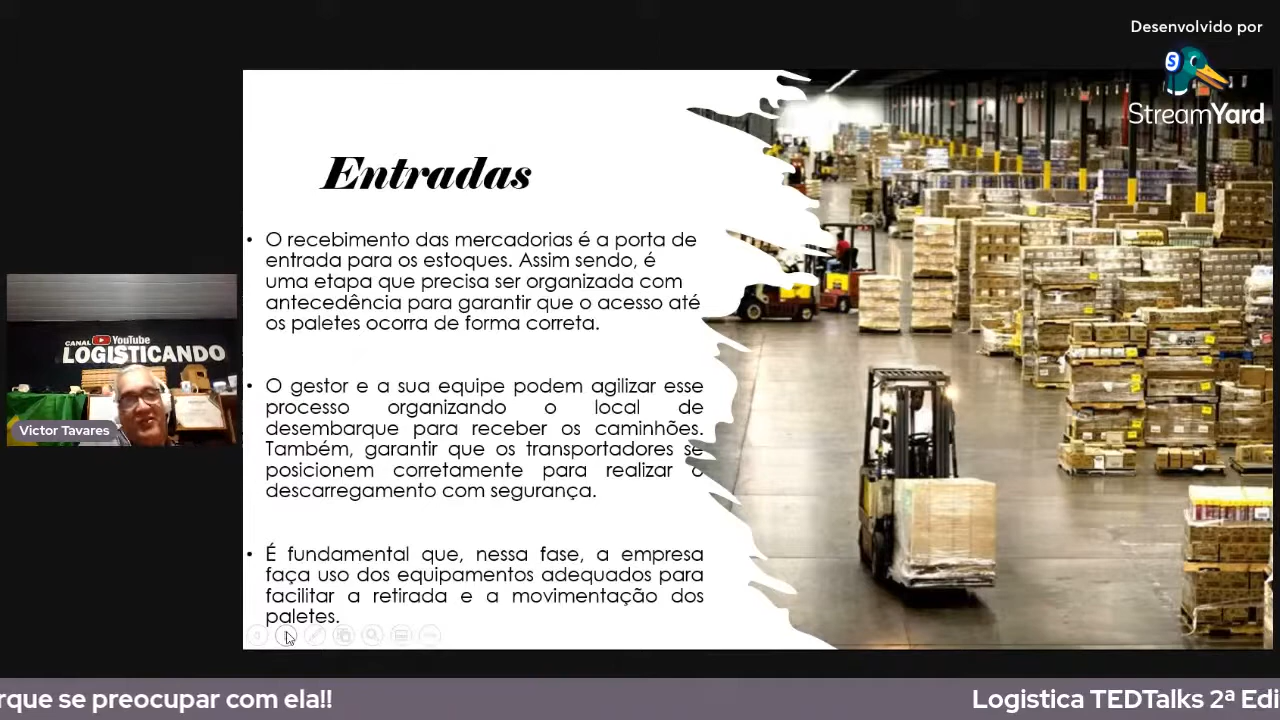 Desenvolvido por
StreamYard
Entradas
• O recebimento das mercadorias é a porta de
entrada para os estoques. Assim sendo, é
uma etapa que precisa ser organizada com
antecedência para garantir que o acesso até
os paletes ocorra de forma correta.
• O gestor e a sua equipe podem agilizar esse
processo organizando o local de
desembarque para receber os caminhões.
Também, garantir que os transportadores se
posicionem corretamente para realizar o
descarregamento com segurança.
• É fundamental que, nessa fase, a empresa
faça uso dos equipamentos adequados para
facilitar a retirada e a movimentação dos
paletes.
CANAL YouTube
LOGISTICANDO
Victor Tavares
rque se preocupar com ela!!
Logistica TEDTalks 2ª Edi